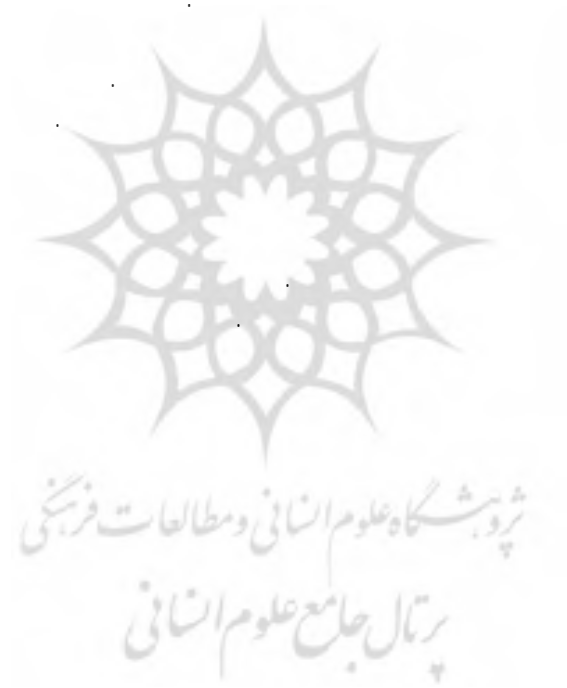 پژوهشگاه علوم انسانی و مطالعات فرهنگی
پرتال جامع علوم انسانی